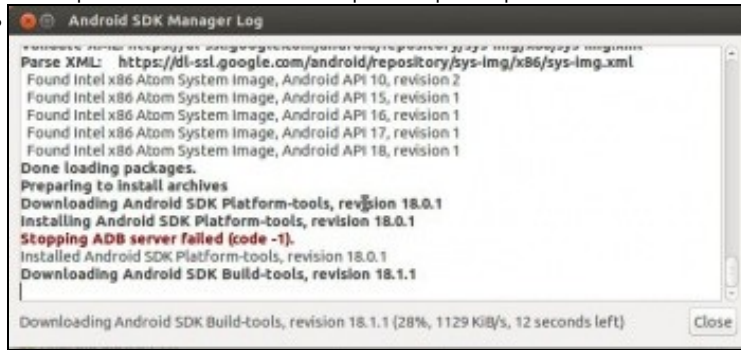 Android SDK Manager Log
Parse XML: https://dl-ssl.google.com/android/repository/sys-img/x86/sys-img.xml
Found Intel x86 Atom System Image, Android API 10, revision 2
Found Intel x86 Atom System Image, Android API 15, revision 1
Found Intel x86 Atom System Image, Android API 16, revision 1
Found Intel x86 Atom System Image, Android API 17, revision 1
Found Intel x86 Atom System Image, Android API 18, revision 1
Done loading packages.
Preparing to install archives
Downloading Android SDK Platform-tools, revision 18.0.1
Installing Android SDK Platform-tools, revision 18.0.1
Stopping ADB server failed (code -1).
Installed Android SDK Platform-tools, revision 18.0.1
Downloading Android SDK Build-tools, revision 18.1.1
Downloading Android SDK Build-tools, revision 18.1.1 (28%, 1129 KiB/s, 12 seconds left)
Close